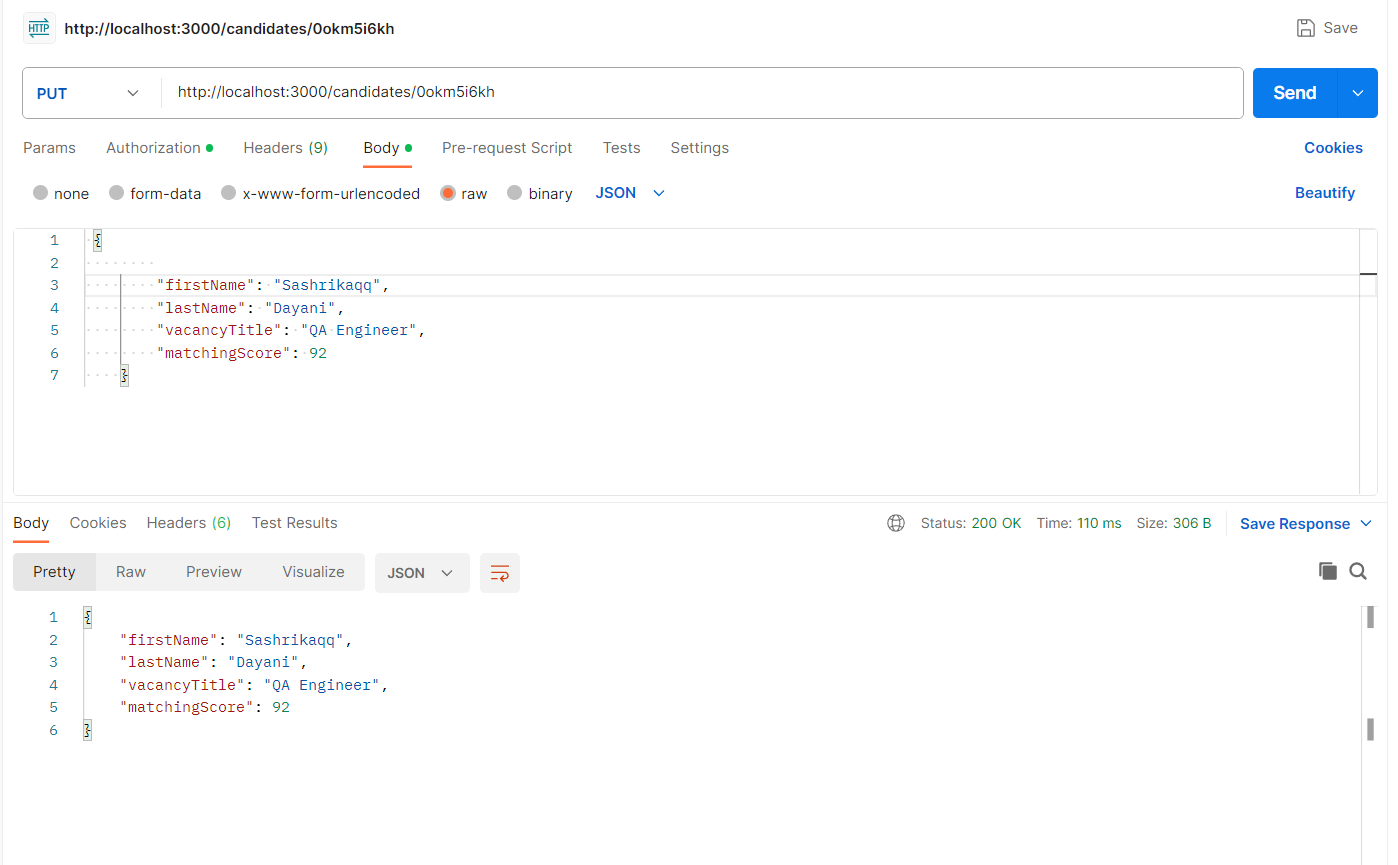 HTTP http://localhost:3000/candidates/0okm5i6kh Save
PUT http://localhost:3000/candidates/0okm5i6kh Send
Params Authorization Headers (9) Body Pre-request Script Tests Settings Cookies
none form-data x-www-form-urlencoded raw binary JSON Beautify
1 {
2
3 "firstName": "Sashrikaqq",
4 "lastName": "Dayani",
5 "vacancyTitle": "QA Engineer",
6 "matchingScore": 92
7 }
Body Cookies Headers (6) Test Results Status: 200 OK Time: 110 ms Size: 306 B Save Response
Pretty Raw Preview Visualize JSON
1 {
2 "firstName": "Sashrikaqq",
3 "lastName": "Dayani",
4 "vacancyTitle": "QA Engineer",
5 "matchingScore": 92
6 }